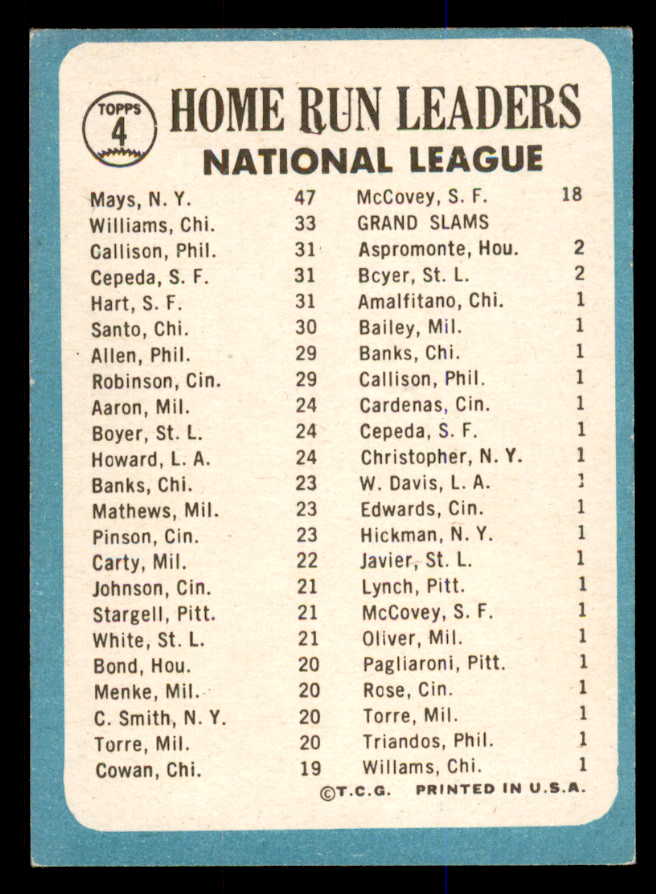 TOPPS
4
HOME RUN LEADERS
NATIONAL LEAGUE
Mays, N. Y. 47
Williams, Chi. 33
Callison, Phil. 31
Cepeda, S. F. 31
Hart, S. F. 31
Santo, Chi. 30
Allen, Phil. 29
Robinson, Cin. 29
Aaron, Mil. 24
Boyer, St. L. 24
Howard, L. A. 24
Banks, Chi. 23
Mathews, Mil. 23
Pinson, Cin. 23
Carty, Mil. 22
Johnson, Cin. 21
Stargell, Pitt. 21
White, St. L. 21
Bond, Hou. 20
Menke, Mil. 20
C. Smith, N. Y. 20
Torre, Mil. 20
Cowan, Chi. 19
McCovey, S. F. 18
GRAND SLAMS
Aspromonte, Hou. 2
Bcyer, St. L. 2
Amalfitano, Chi. 1
Bailey, Mil. 1
Banks, Chi. 1
Callison, Phil. 1
Cardenas, Cin. 1
Cepeda, S. F. 1
Christopher, N. Y. 1
W. Davis, L. A. 1
Edwards, Cin. 1
Hickman, N. Y. 1
Javier, St. L. 1
Lynch, Pitt. 1
McCovey, S. F. 1
Oliver, Mil. 1
Pagliaroni, Pitt. 1
Rose, Cin. 1
Torre, Mil. 1
Triandos, Phil. 1
Willams, Chi. 1
©T.C.G. PRINTED IN U.S.A.